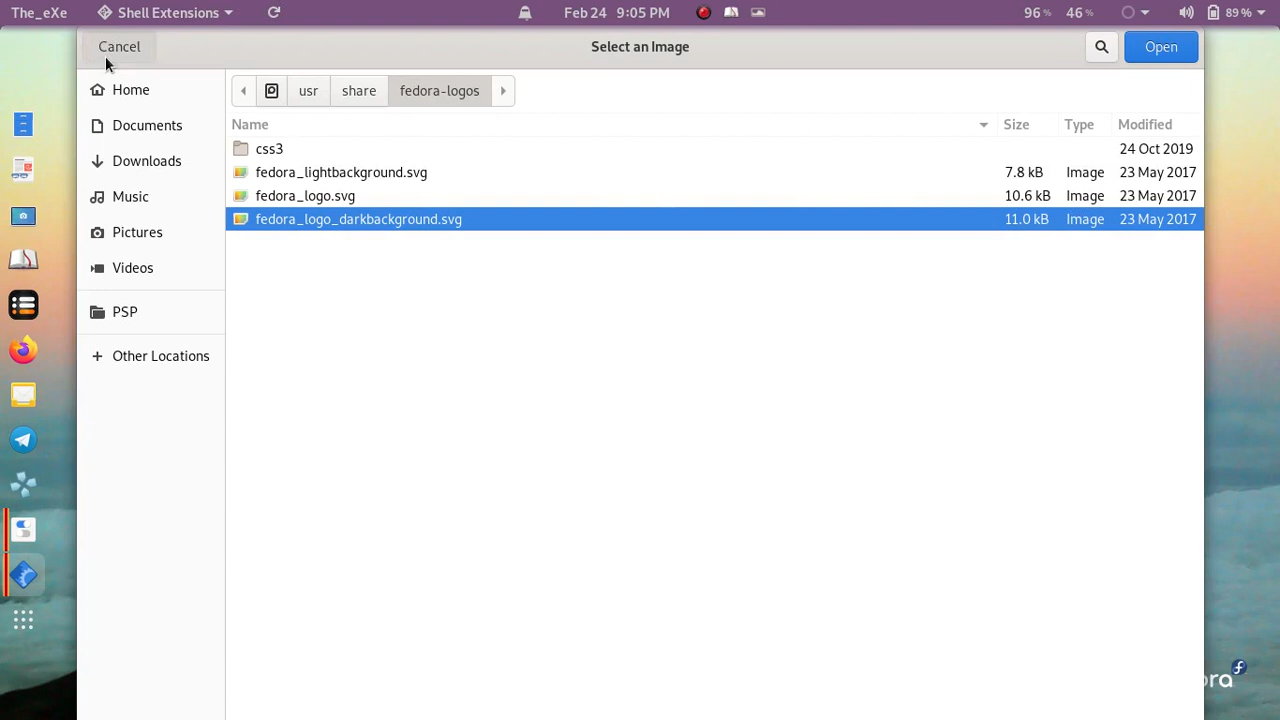 The_eXe Shell Extensions Feb 24 9:05 PM 96 % 46 % 89 %
Cancel Select an Image Open
Home
Documents
Downloads
Music
Pictures
Videos
PSP
Other Locations
usr share fedora-logos
Name Size Type Modified
css3 24 Oct 2019
fedora_lightbackground.svg 7.8 kB Image 23 May 2017
fedora_logo.svg 10.6 kB Image 23 May 2017
fedora_logo_darkbackground.svg 11.0 kB Image 23 May 2017
ora